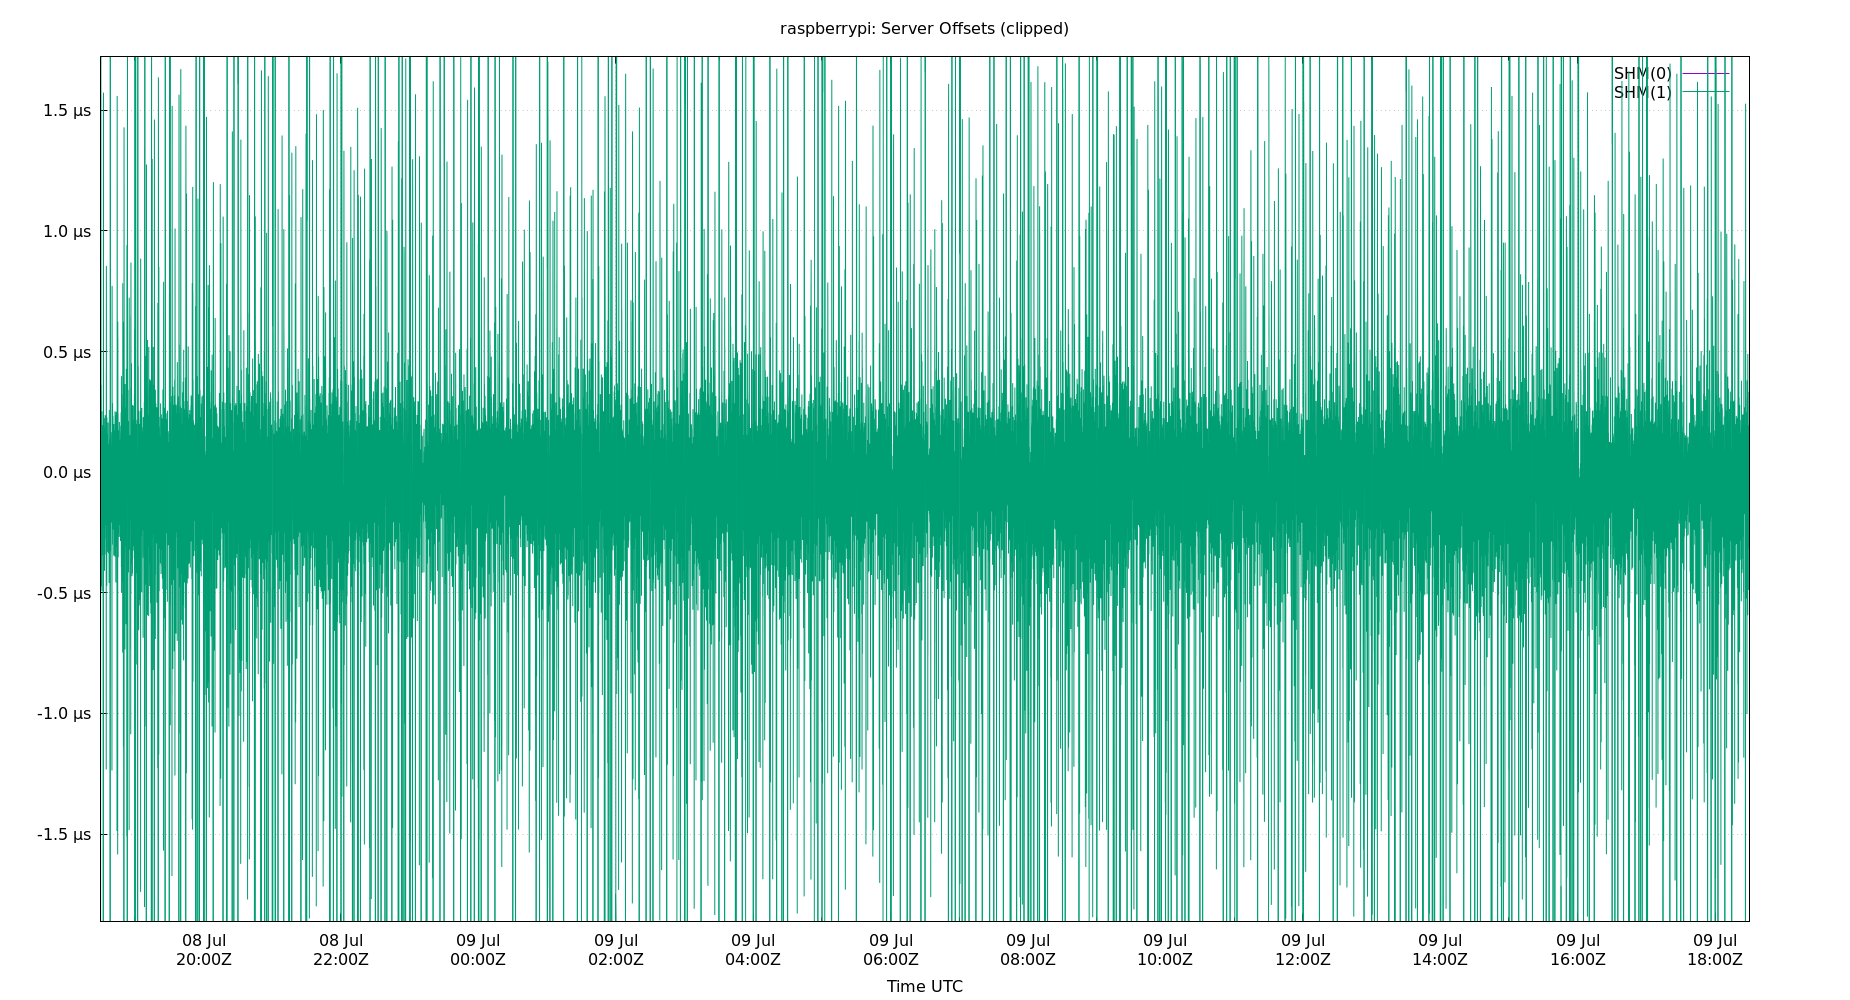 raspberrypi: Server Offsets (clipped)
SHM(0)
SHM(1)
1.5 µs
1.0 µs
0.5 µs
0.0 µs
-0.5 µs
-1.0 µs
-1.5 µs
08 Jul 08 Jul 09 Jul 09 Jul 09 Jul 09 Jul 09 Jul 09 Jul 09 Jul 09 Jul 09 Jul 09 Jul
20:00Z 22:00Z 00:00Z 02:00Z 04:00Z 06:00Z 08:00Z 10:00Z 12:00Z 14:00Z 16:00Z 18:00Z
Time UTC